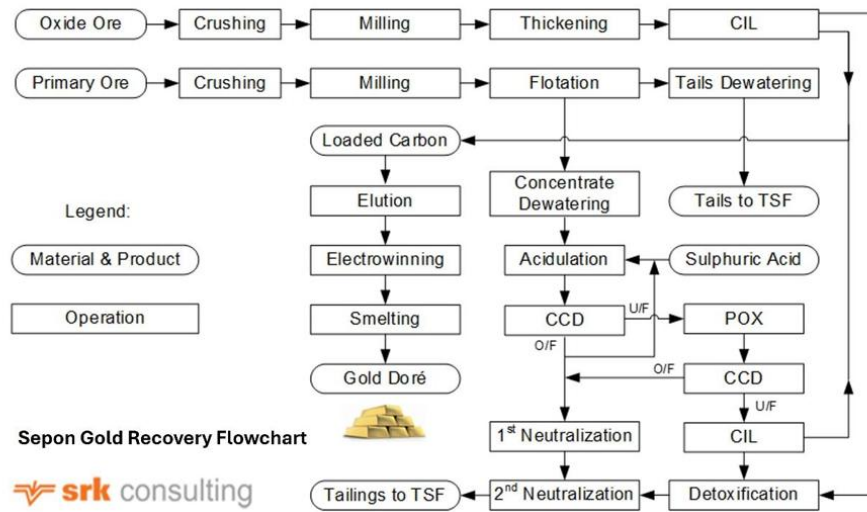 Oxide Ore
Crushing
Milling
Thickening
CIL
Primary Ore
Crushing
Milling
Flotation
Tails Dewatering
Loaded Carbon
Legend:
Elution
Concentrate
Dewatering
Tails to TSF
Material & Product
Electrowinning
Acidulation
Sulphuric Acid
Operation
Smelting
CCD
U/F
POX
O/F
Gold Doré
O/F
CCD
U/F
Sepon Gold Recovery Flowchart
1st Neutralization
CIL
srk consulting
Tailings to TSF
2nd Neutralization
Detoxification